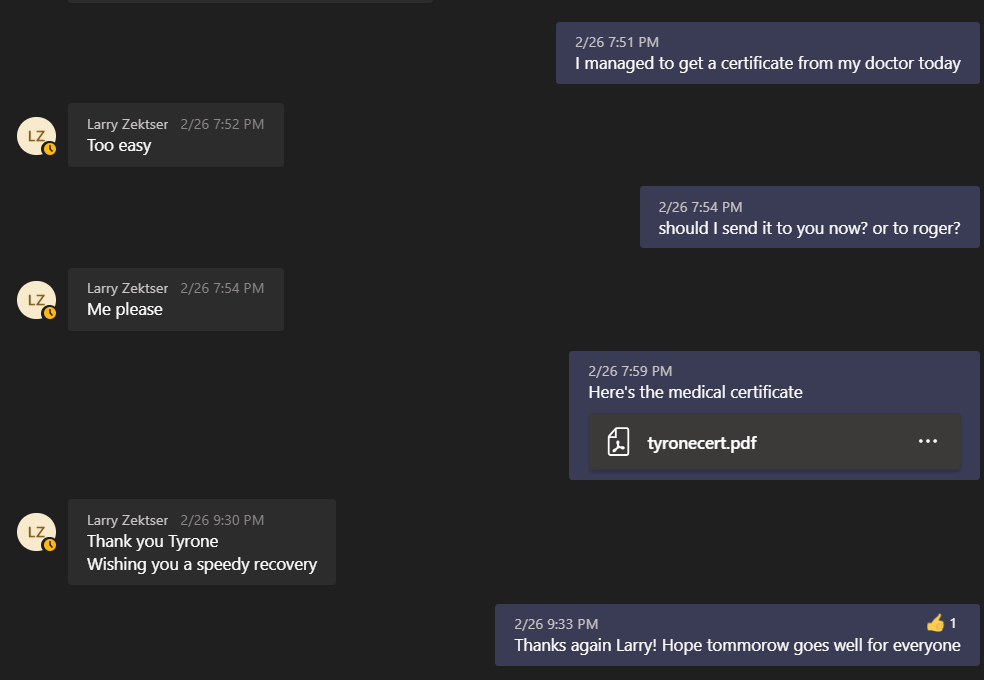 2/26 7:51 PM
I managed to get a certificate from my doctor today
LZ
Larry Zektser 2/26 7:52 PM
Too easy
2/26 7:54 PM
should I send it to you now? or to roger?
LZ
Larry Zektser 2/26 7:54 PM
Me please
2/26 7:59 PM
Here's the medical certificate
tyronecert.pdf
LZ
Larry Zektser 2/26 9:30 PM
Thank you Tyrone
Wishing you a speedy recovery
2/26 9:33 PM 👍 1
Thanks again Larry! Hope tommorow goes well for everyone